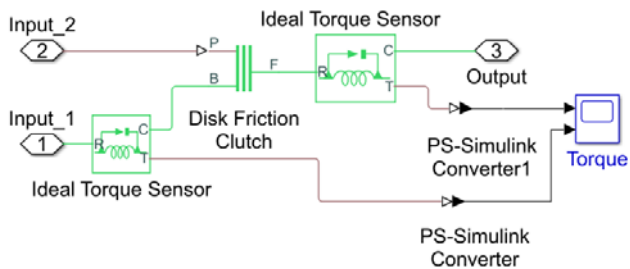 Ideal Torque Sensor
Input_2
2
P
B
F
R
C
T
3
Output
Disk Friction
Clutch
Input_1
1
R
C
T
Ideal Torque Sensor
PS-Simulink
Converter1
Torque
PS-Simulink
Converter